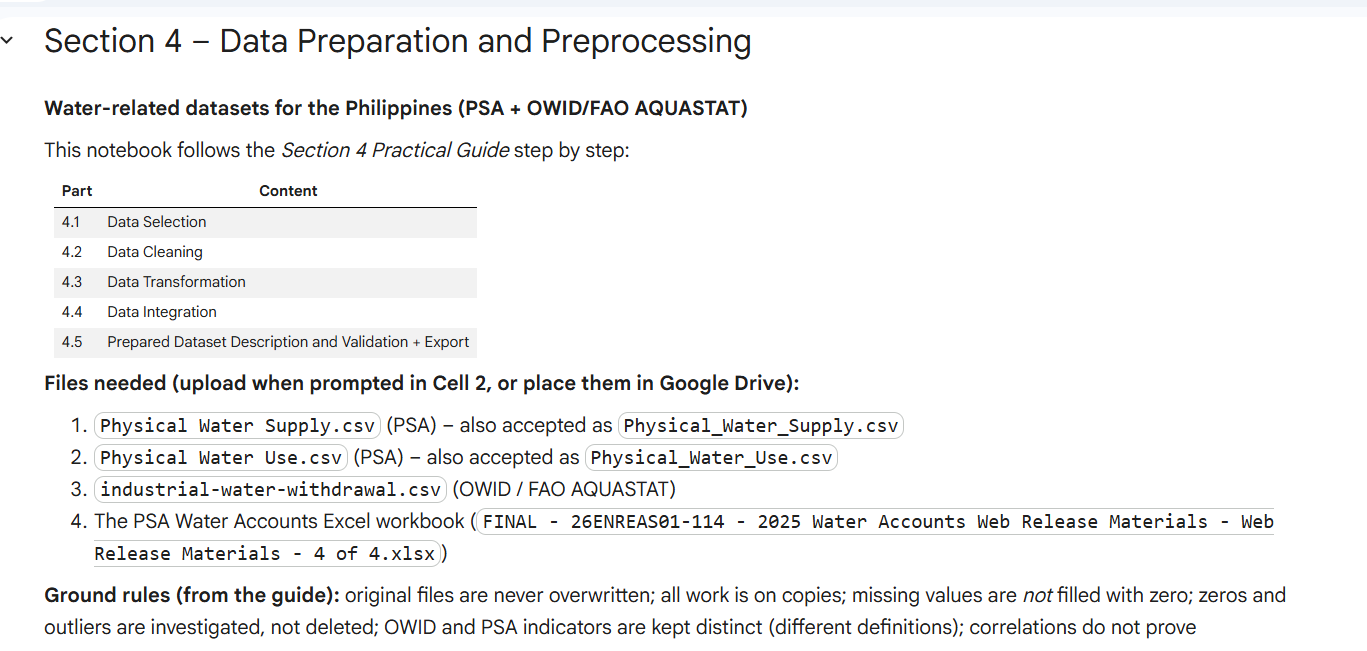 Section 4 – Data Preparation and Preprocessing
Water-related datasets for the Philippines (PSA + OWID/FAO AQUASTAT)
This notebook follows the Section 4 Practical Guide step by step:
Part Content
4.1 Data Selection
4.2 Data Cleaning
4.3 Data Transformation
4.4 Data Integration
4.5 Prepared Dataset Description and Validation + Export
Files needed (upload when prompted in Cell 2, or place them in Google Drive):
1. Physical Water Supply.csv (PSA) – also accepted as Physical_Water_Supply.csv
2. Physical Water Use.csv (PSA) – also accepted as Physical_Water_Use.csv
3. industrial-water-withdrawal.csv (OWID / FAO AQUASTAT)
4. The PSA Water Accounts Excel workbook (FINAL - 26ENREAS01-114 - 2025 Water Accounts Web Release Materials - Web
Release Materials - 4 of 4.xlsx)
Ground rules (from the guide): original files are never overwritten; all work is on copies; missing values are not filled with zero; zeros and
outliers are investigated, not deleted; OWID and PSA indicators are kept distinct (different definitions); correlations do not prove